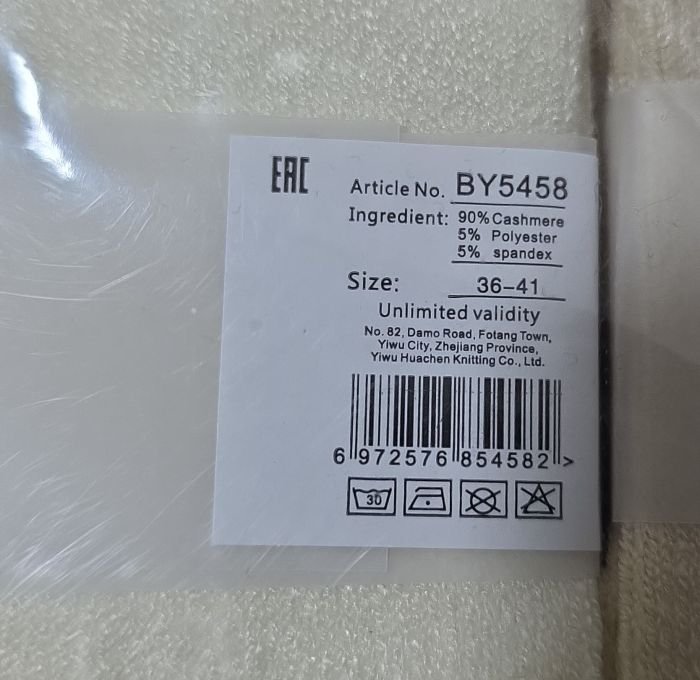 EAC
Article No. BY5458
Ingredient: 90% Cashmere
5% Polyester
5% spandex
Size: 36-41
Unlimited validity
No. 82, Damo Road, Fotang Town,
Yiwu City, Zhejiang Province,
Yiwu Huachen Knitting Co., Ltd.
6 972576 854582 >
30